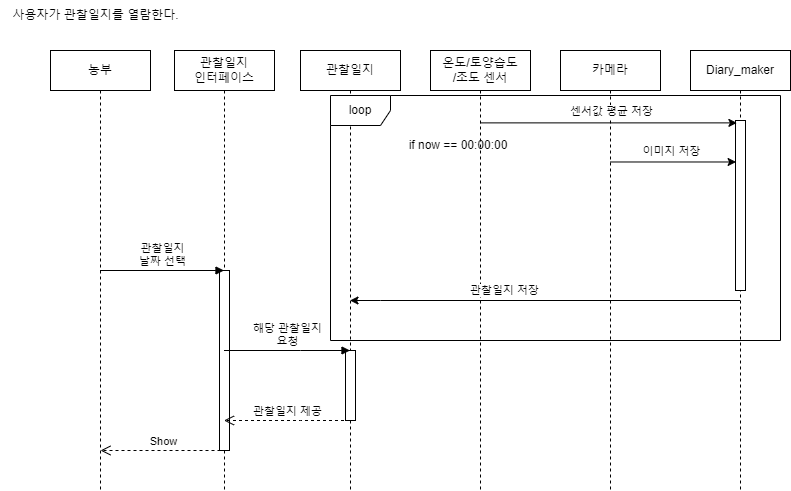 사용자가 관찰일지를 열람한다.
농부
관찰일지
인터페이스
관찰일지
온도/토양습도
/조도 센서
카메라
Diary_maker
loop
센서값 평균 저장
if now == 00:00:00
이미지 저장
관찰일지
날짜 선택
관찰일지 저장
해당 관찰일지
요청
관찰일지 제공
Show